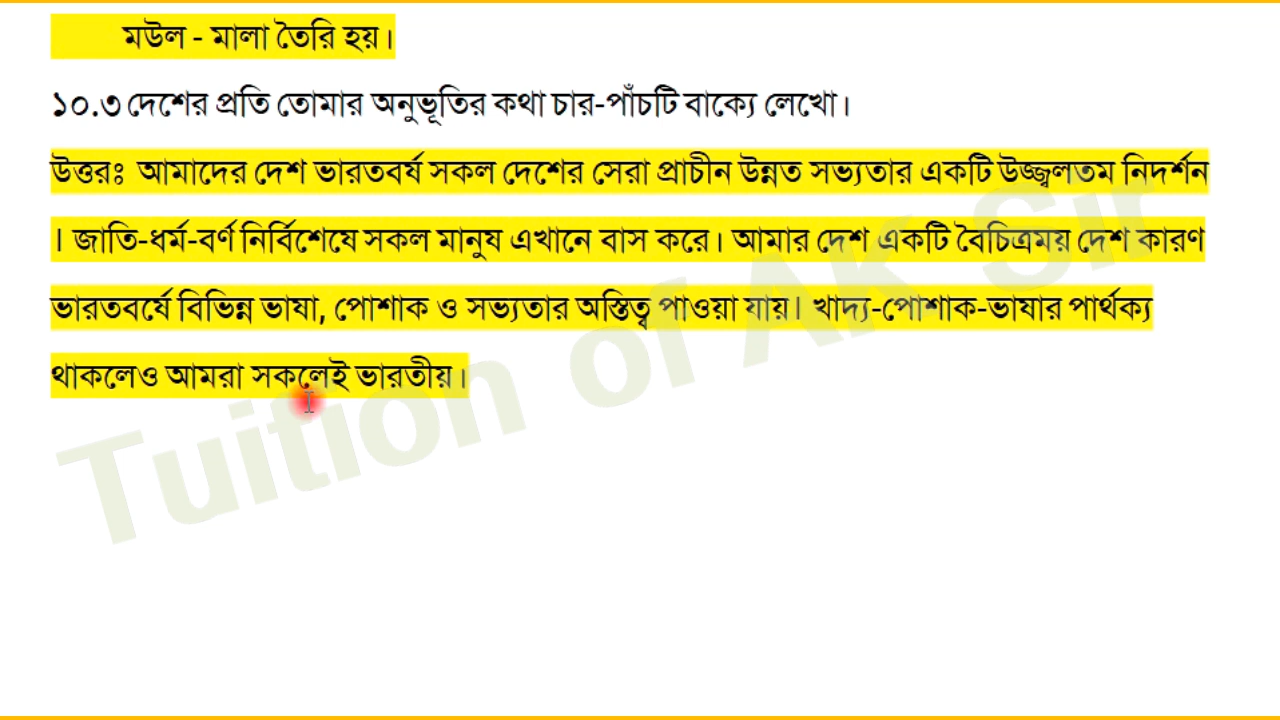 মউল - মালা তৈরি হয়।
১০.৩ দেশের প্রতি তোমার অনুভূতির কথা চার-পাঁচটি বাক্যে লেখো।
উত্তরঃ আমাদের দেশ ভারতবর্ষ সকল দেশের সেরা প্রাচীন উন্নত সভ্যতার একটি উজ্জ্বলতম নিদর্শন
। জাতি-ধর্ম-বর্ণ নির্বিশেষে সকল মানুষ এখানে বাস করে। আমার দেশ একটি বৈচিত্রময় দেশ কারণ
ভারতবর্ষে বিভিন্ন ভাষা, পোশাক ও সভ্যতার অস্তিত্ব পাওয়া যায়। খাদ্য-পোশাক-ভাষার পার্থক্য
থাকলেও আমরা সকলেই ভারতীয়।
Tuition of AK Sir